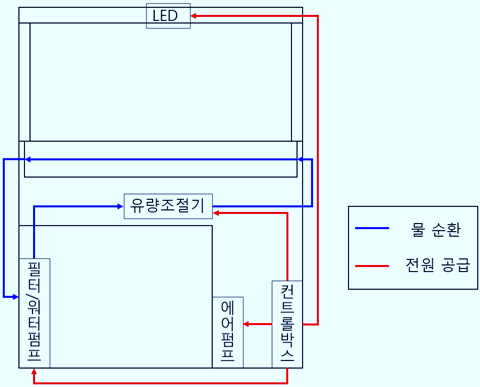 LED
유량조절기
물 순환
전원 공급
필터/워터펌프
에어펌프
컨트롤박스